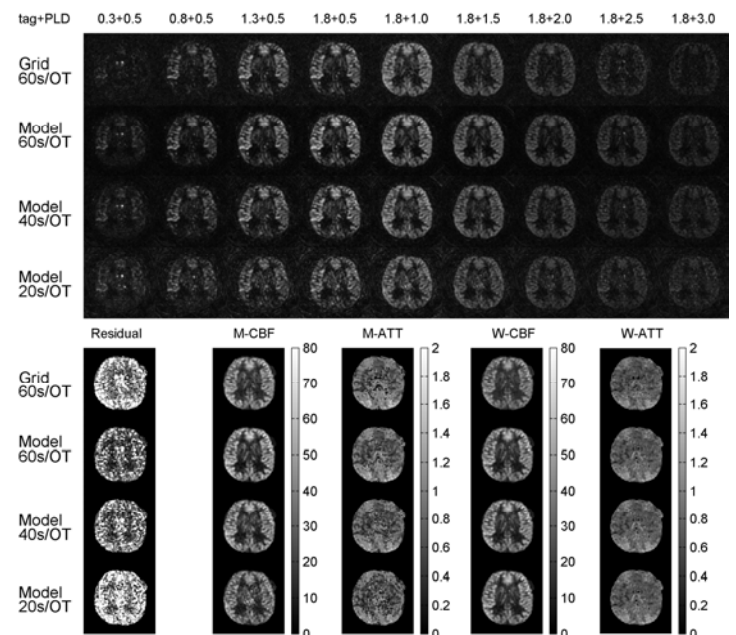 tag+PLD 0.3+0.5 0.8+0.5 1.3+0.5 1.8+0.5 1.8+1.0 1.8+1.5 1.8+2.0 1.8+2.5 1.8+3.0
Grid
60s/OT
Model
60s/OT
Model
40s/OT
Model
20s/OT
Residual M-CBF M-ATT W-CBF W-ATT
Grid
60s/OT
Model
60s/OT
Model
40s/OT
Model
20s/OT
80
70
60
50
40
30
20
10
0
2
1.8
1.6
1.4
1.2
1
0.8
0.6
0.4
0.2
0
80
70
60
50
40
30
20
10
0
2
1.8
1.6
1.4
1.2
1
0.8
0.6
0.4
0.2
0